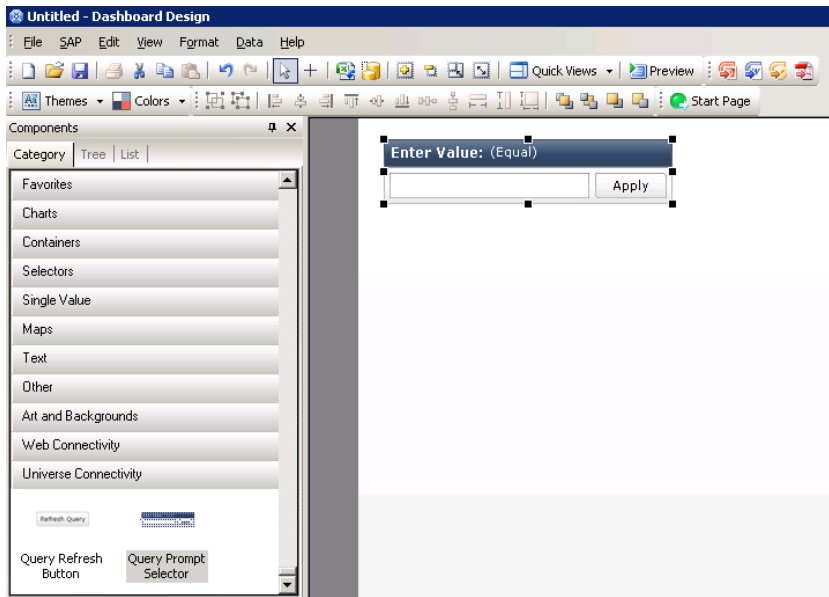 Untitled - Dashboard Design
File SAP Edit View Format Data Help
Quick Views Preview
Themes Colors Start Page
Components
Category Tree List
Enter Value: (Equal)
Apply
Favorites
Charts
Containers
Selectors
Single Value
Maps
Text
Other
Art and Backgrounds
Web Connectivity
Universe Connectivity
Refresh Query
Query Refresh Button
Query Prompt Selector